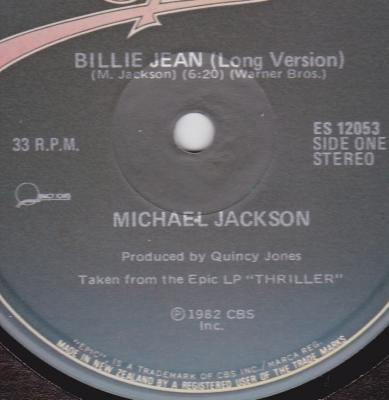 BILLIE JEAN (Long Version)
(M. Jackson) (6:20) (Warner Bros.)
33 R.P.M.
ES 12053
SIDE ONE
STEREO
MICHAEL JACKSON
Produced by Quincy Jones
Taken from the Epic LP "THRILLER"
Ⓟ1982 CBS
Inc.
"EPIC" IS A TRADEMARK OF CBS INC./MARCA REG.
MADE IN NEW ZEALAND BY A REGISTERED USER OF THE TRADE MARKS